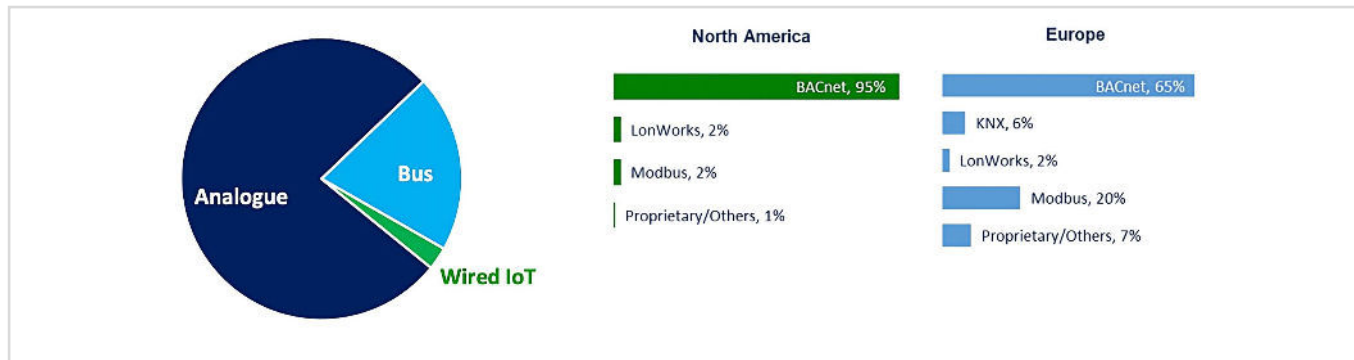 Analogue
Bus
Wired IoT
North America
BACnet, 95%
LonWorks, 2%
Modbus, 2%
Proprietary/Others, 1%
Europe
BACnet, 65%
KNX, 6%
LonWorks, 2%
Modbus, 20%
Proprietary/Others, 7%